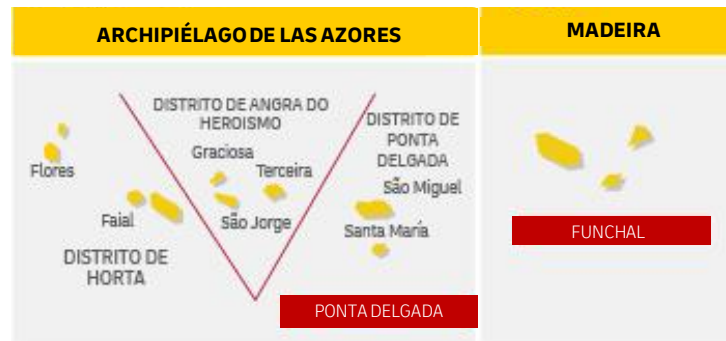 ARCHIPIÉLAGO DE LAS AZORES
MADEIRA
DISTRITO DE ANGRA DO
HEROISMO
DISTRITO DE
PONTA
DELGADA
Graciosa
Terceira
Flores
São Miguel
Faial
São Jorge
Santa María
DISTRITO DE
HORTA
PONTA DELGADA
FUNCHAL